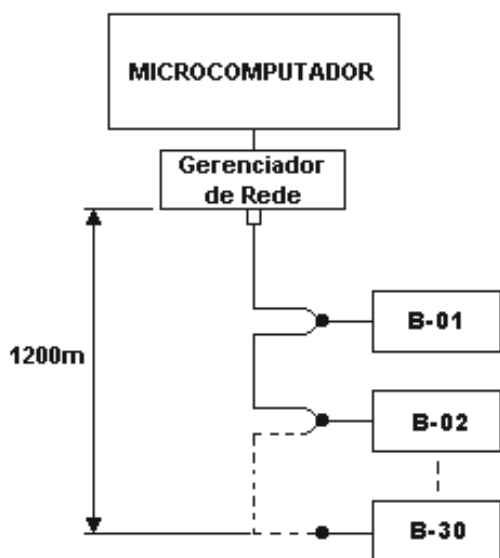 MICROCOMPUTADOR
Gerenciador
de Rede
1200m
B-01
B-02
B-30